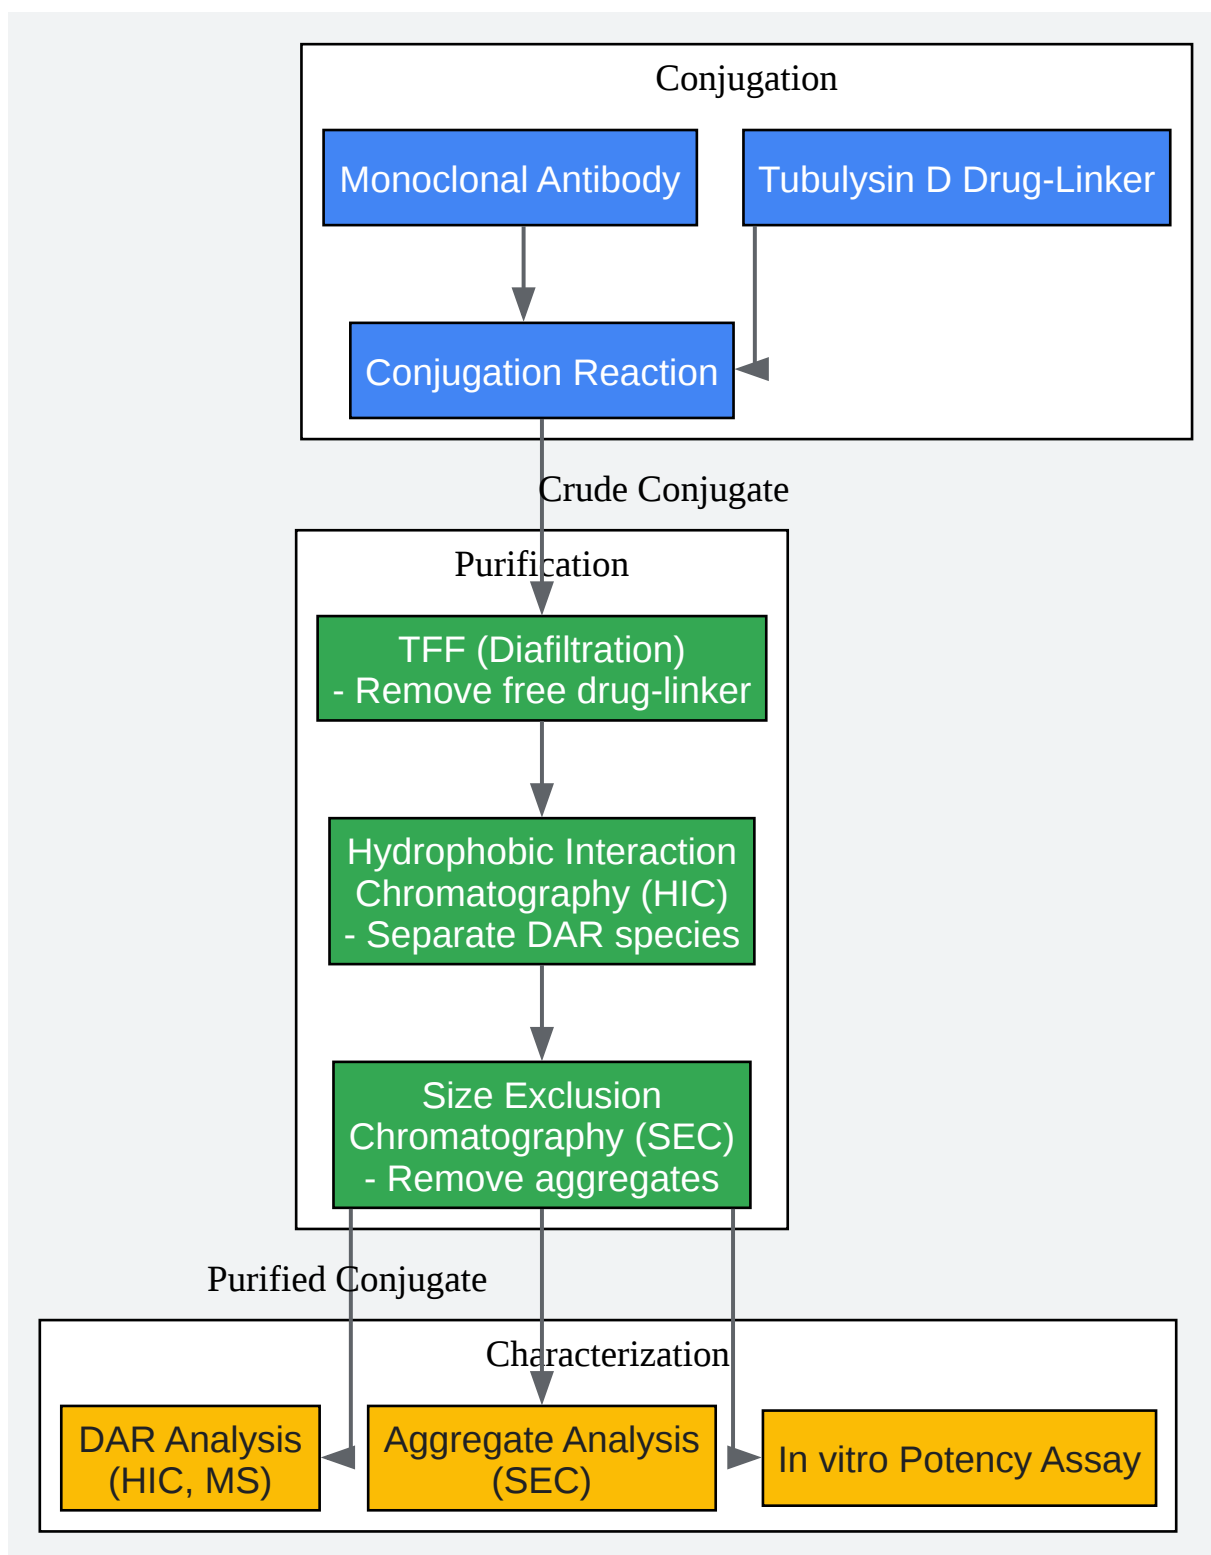 Conjugation
Monoclonal Antibody
Tubulysin D Drug-Linker
Conjugation Reaction
Crude Conjugate
Purification
TFF (Diafiltration)
- Remove free drug-linker
Hydrophobic Interaction
Chromatography (HIC)
- Separate DAR species
Size Exclusion
Chromatography (SEC)
- Remove aggregates
Purified Conjugate
Characterization
DAR Analysis
(HIC, MS)
Aggregate Analysis
(SEC)
In vitro Potency Assay